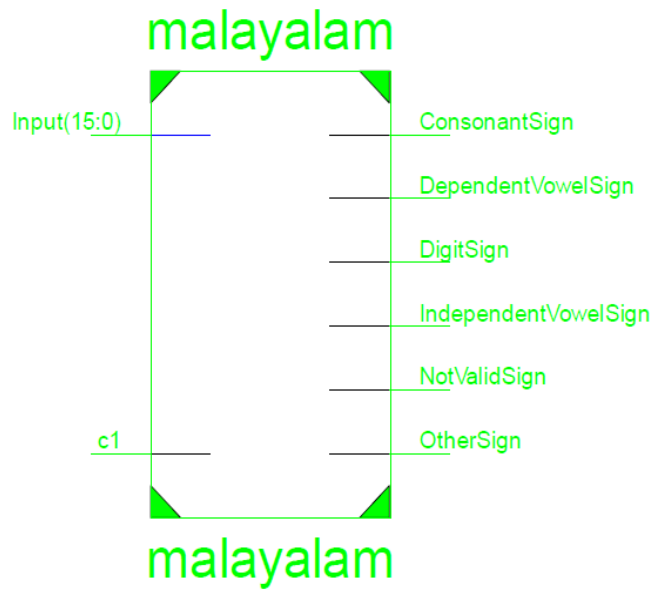 malayalam
Input(15:0)
ConsonantSign
DependentVowelSign
DigitSign
IndependentVowelSign
NotValidSign
c1
OtherSign
malayalam